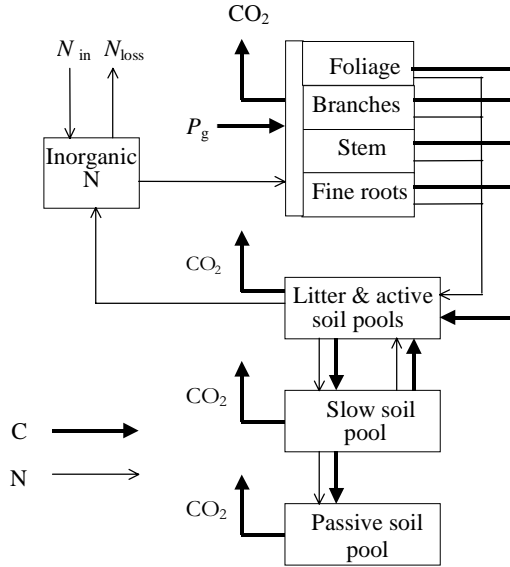 CO2
N in
Nloss
Foliage
Branches
Pg
Stem
Inorganic
N
Fine roots
CO2
Litter & active
soil pools
CO2
Slow soil
pool
C
N
CO2
Passive soil
pool